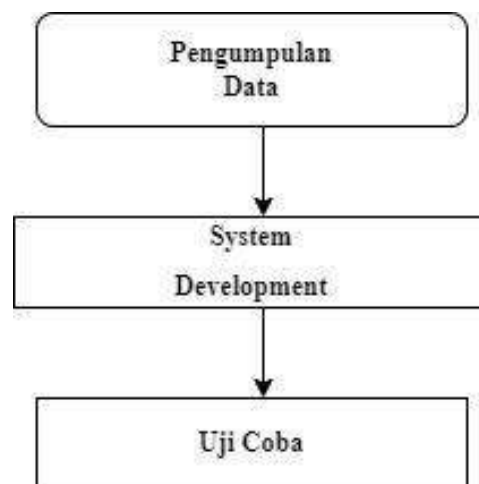 Pengumpulan
Data
System
Development
Uji Coba